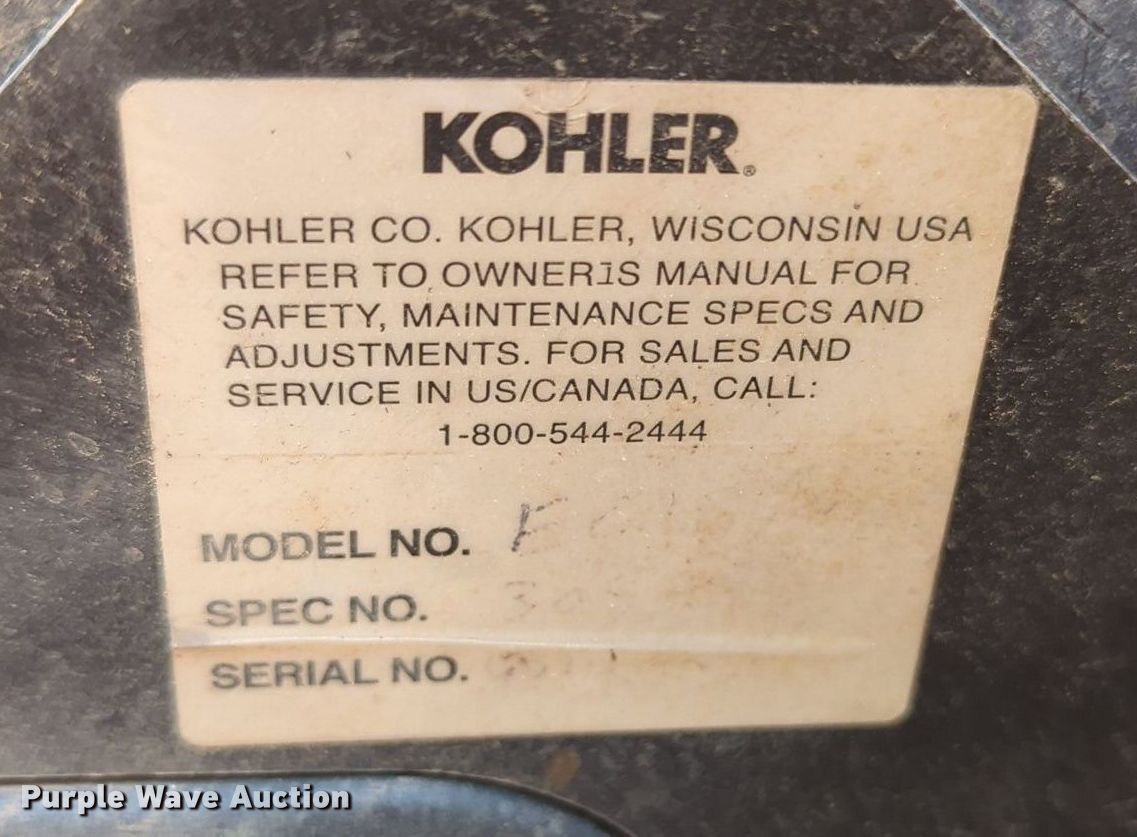 KOHLER®
KOHLER CO. KOHLER, WISCONSIN USA
REFER TO OWNER1S MANUAL FOR
SAFETY, MAINTENANCE SPECS AND
ADJUSTMENTS. FOR SALES AND
SERVICE IN US/CANADA, CALL:
1-800-544-2444
MODEL NO.
SPEC NO.
SERIAL NO.
Purple Wave Auction